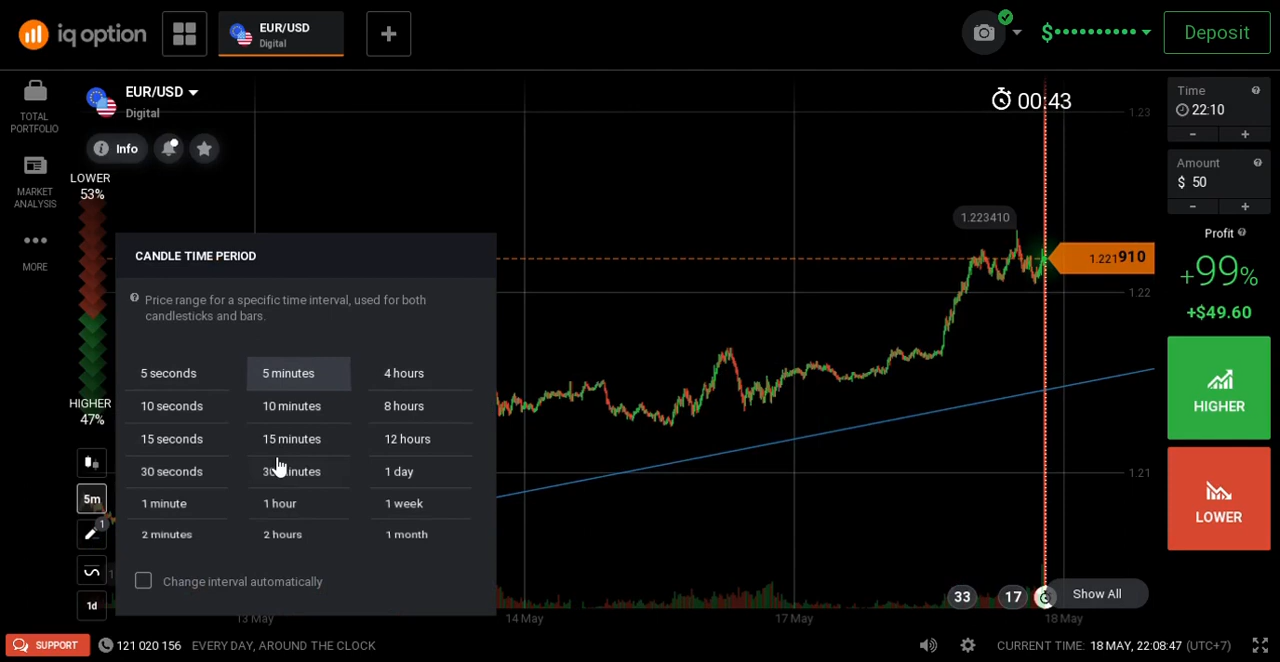 iq option
EUR/USD
Digital
+
$••••••••••
Deposit
TOTAL
PORTFOLIO
MARKET
ANALYSIS
MORE
EUR/USD
Digital
Info
LOWER
53%
HIGHER
47%
5m
1
1d
CANDLE TIME PERIOD
Price range for a specific time interval, used for both
candlesticks and bars.
5 seconds 5 minutes 4 hours
10 seconds 10 minutes 8 hours
15 seconds 15 minutes 12 hours
30 seconds 30 minutes 1 day
1 minute 1 hour 1 week
2 minutes 2 hours 1 month
Change interval automatically
00:43
1.23
1.223410
1.221910
1.22
1.21
33 17 Show All
13 May 14 May 17 May 18 May
Time
22:10
- +
Amount
$ 50
- +
Profit
+99%
+$49.60
HIGHER
LOWER
SUPPORT 121 020 156 EVERY DAY, AROUND THE CLOCK
CURRENT TIME: 18 MAY, 22:08:47 (UTC+7)